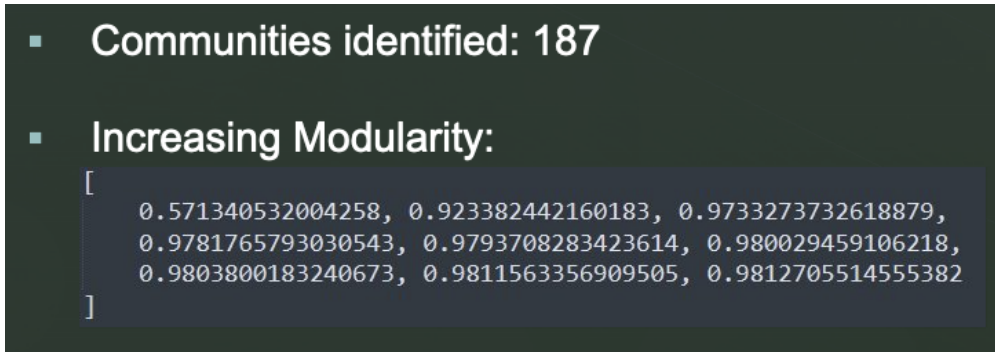 Communities identified: 187
Increasing Modularity:
[
0.571340532004258, 0.923382442160183, 0.9733273732618879,
0.9781765793030543, 0.9793708283423614, 0.980029459106218,
0.9803800183240673, 0.9811563356909505, 0.9812705514555382
]